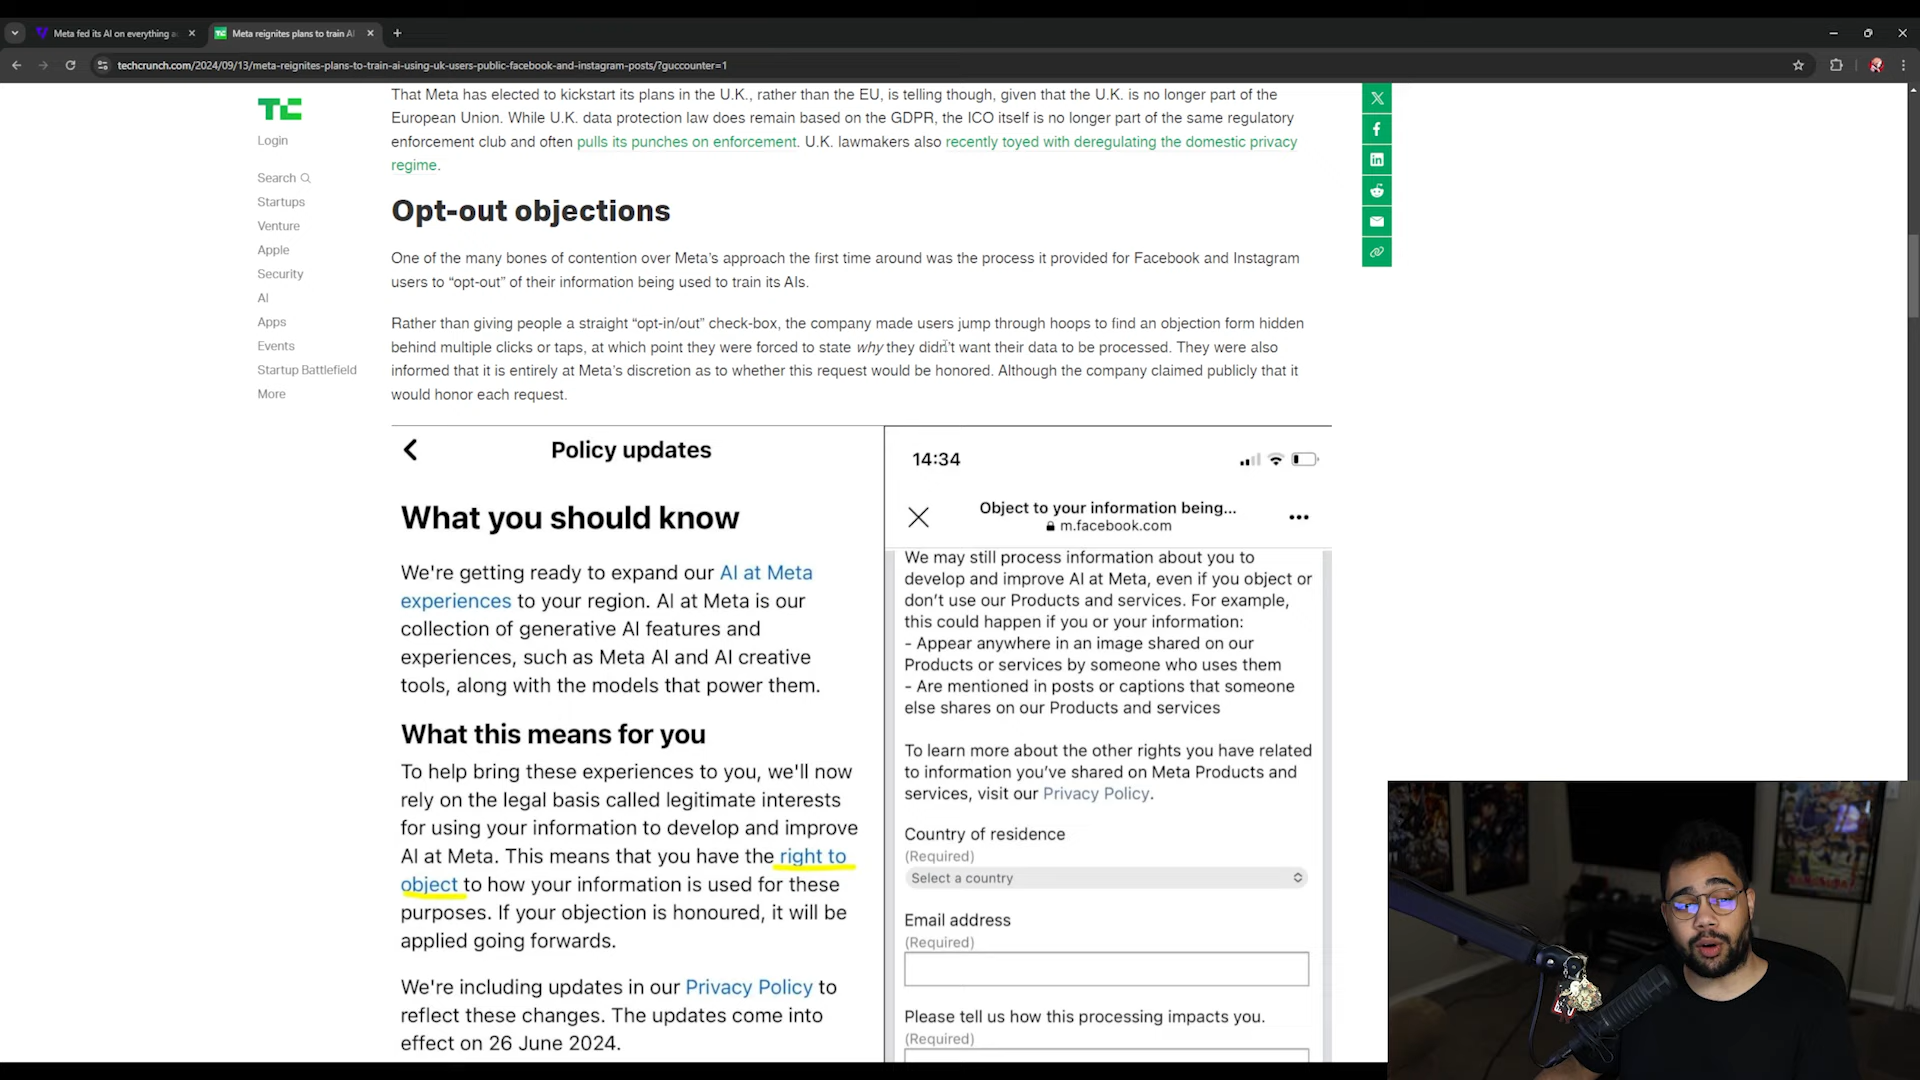 Meta fed its AI on everything a
Meta reignites plans to train AI
techcrunch.com/2024/09/13/meta-reignites-plans-to-train-ai-using-uk-users-public-facebook-and-instagram-posts/?guccounter=1
TC
Login
Search
Startups
Venture
Apple
Security
AI
Apps
Events
Startup Battlefield
More
That Meta has elected to kickstart its plans in the U.K., rather than the EU, is telling though, given that the U.K. is no longer part of the
European Union. While U.K. data protection law does remain based on the GDPR, the ICO itself is no longer part of the same regulatory
enforcement club and often pulls its punches on enforcement. U.K. lawmakers also recently toyed with deregulating the domestic privacy
regime.
Opt-out objections
One of the many bones of contention over Meta's approach the first time around was the process it provided for Facebook and Instagram
users to “opt-out” of their information being used to train its AIs.
Rather than giving people a straight “opt-in/out” check-box, the company made users jump through hoops to find an objection form hidden
behind multiple clicks or taps, at which point they were forced to state why they didn't want their data to be processed. They were also
informed that it is entirely at Meta's discretion as to whether this request would be honored. Although the company claimed publicly that it
would honor each request.
Policy updates
What you should know
We're getting ready to expand our AI at Meta
experiences to your region. AI at Meta is our
collection of generative AI features and
experiences, such as Meta AI and AI creative
tools, along with the models that power them.
What this means for you
To help bring these experiences to you, we'll now
rely on the legal basis called legitimate interests
for using your information to develop and improve
AI at Meta. This means that you have the right to
object to how your information is used for these
purposes. If your objection is honoured, it will be
applied going forwards.
We're including updates in our Privacy Policy to
reflect these changes. The updates come into
effect on 26 June 2024.
14:34
Object to your information being...
m.facebook.com
We may still process information about you to
develop and improve AI at Meta, even if you object or
don't use our Products and services. For example,
this could happen if you or your information:
- Appear anywhere in an image shared on our
Products or services by someone who uses them
- Are mentioned in posts or captions that someone
else shares on our Products and services
To learn more about the other rights you have related
to information you've shared on Meta Products and
services, visit our Privacy Policy.
Country of residence
(Required)
Select a country
Email address
(Required)
Please tell us how this processing impacts you.
(Required)